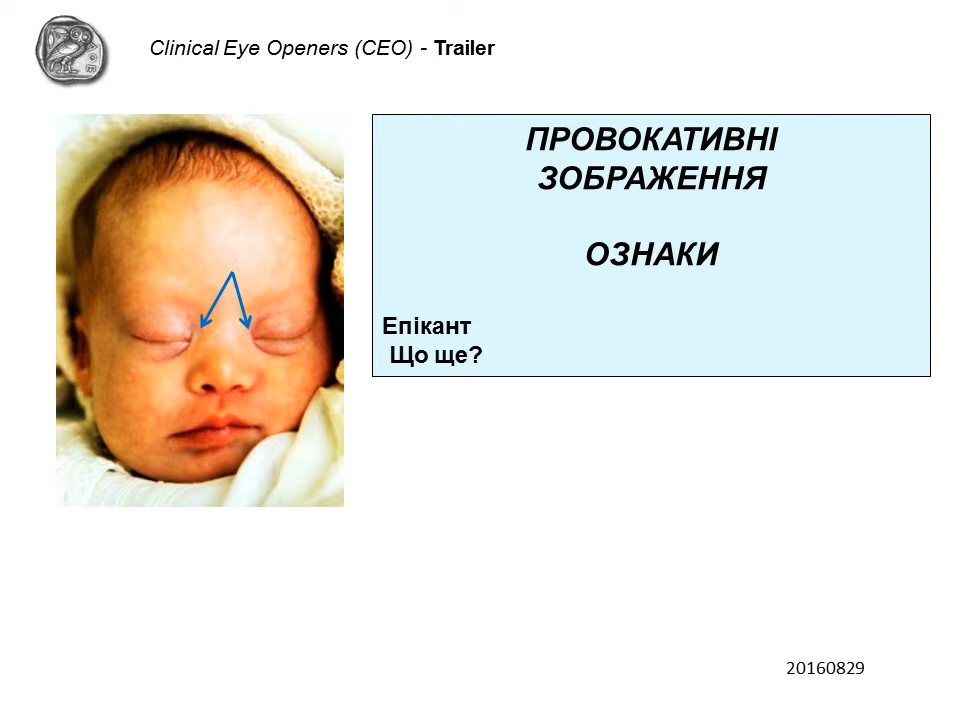 Clinical Eye Openers (CEO) - Trailer
ПРОВОКАТИВНІ
ЗОБРАЖЕННЯ
ОЗНАКИ
Епікант
Що ще?
20160829